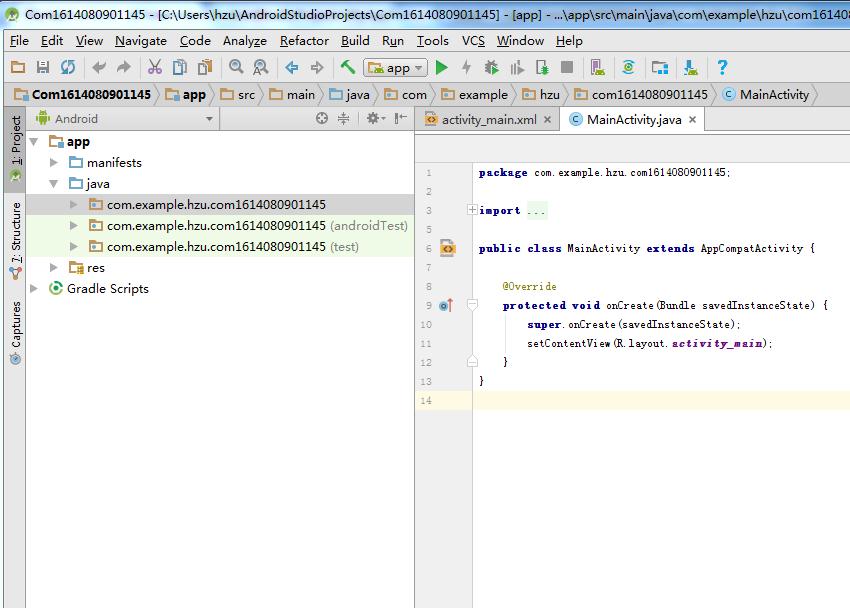 Com1614080901145 - [C:\Users\hzu\AndroidStudioProjects\Com1614080901145] - [app] - ...\app\src\main\java\com\example\hzu\com1614080
File Edit View Navigate Code Analyze Refactor Build Run Tools VCS Window Help
app
Com1614080901145 app src main java com example hzu com1614080901145 MainActivity
1: Project
7: Structure
Captures
Android
app
manifests
java
com.example.hzu.com1614080901145
com.example.hzu.com1614080901145 (androidTest)
com.example.hzu.com1614080901145 (test)
res
Gradle Scripts
activity_main.xml MainActivity.java
1 package com.example.hzu.com1614080901145;
2
3 import ...
5
6 public class MainActivity extends AppCompatActivity {
7
8 @Override
9 protected void onCreate(Bundle savedInstanceState) {
10 super.onCreate(savedInstanceState);
11 setContentView(R.layout.activity_main);
12 }
13 }
14